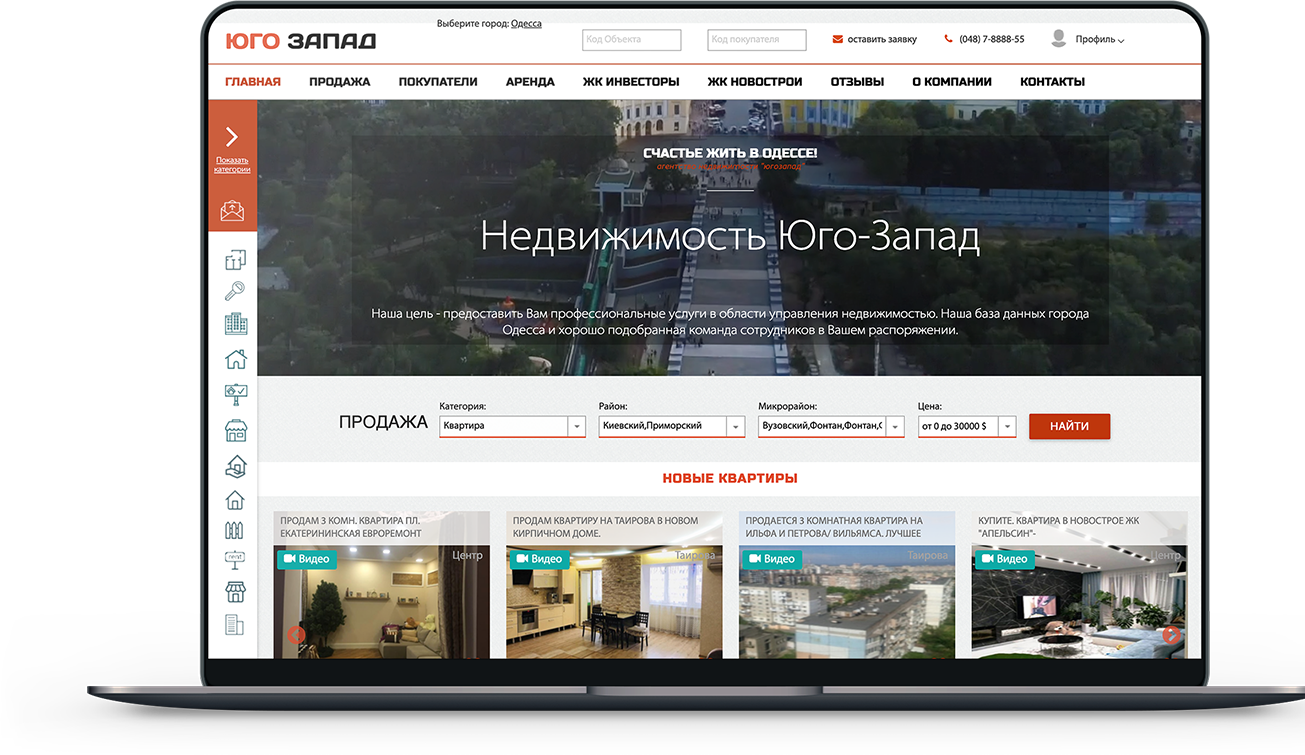 Выберите город: Одесса
ЮГО ЗАПАД
Код Объекта
Код покупателя
оставить заявку
(048) 7-8888-55
Профиль
ГЛАВНАЯ ПРОДАЖА ПОКУПАТЕЛИ АРЕНДА ЖК ИНВЕСТОРЫ ЖК НОВОСТРОИ ОТЗЫВЫ О КОМПАНИИ КОНТАКТЫ
Показать
категории
СЧАСТЬЕ ЖИТЬ В ОДЕССЕ!
агентство недвижимости "югозапад"
Недвижимость Юго-Запад
Наша цель - предоставить Вам профессиональные услуги в области управления недвижимостью. Наша база данных города
Одесса и хорошо подобранная команда сотрудников в Вашем распоряжении.
ПРОДАЖА
Категория:
Квартира
Район:
Киевский,Приморский
Микрорайон:
Вузовский,Фонтан,Фонтан,
Цена:
от 0 до 30000 $
НАЙТИ
НОВЫЕ КВАРТИРЫ
ПРОДАМ 3 КОМН. КВАРТИРА ПЛ.
ЕКАТЕРИНИНСКАЯ ЕВРОРЕМОНТ
Видео
Центр
ПРОДАМ КВАРТИРУ НА ТАИРОВА В НОВОМ
КИРПИЧНОМ ДОМЕ.
Видео
Таирова
ПРОДАЕТСЯ 3 КОМНАТНАЯ КВАРТИРА НА
ИЛЬФА И ПЕТРОВА/ ВИЛЬЯМСА. ЛУЧШЕЕ
Видео
Таирова
КУПИТЕ. КВАРТИРА В НОВОСТРОЕ ЖК
"АПЕЛЬСИН"-
Видео
Центр